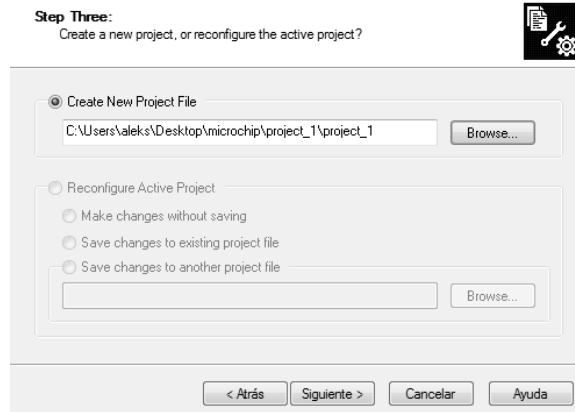 Step Three:
Create a new project, or reconfigure the active project?
Create New Project File
C:\Users\aleks\Desktop\microchip\project_1\project_1
Browse...
Reconfigure Active Project
Make changes without saving
Save changes to existing project file
Save changes to another project file
Browse...
< Atrás
Siguiente >
Cancelar
Ayuda